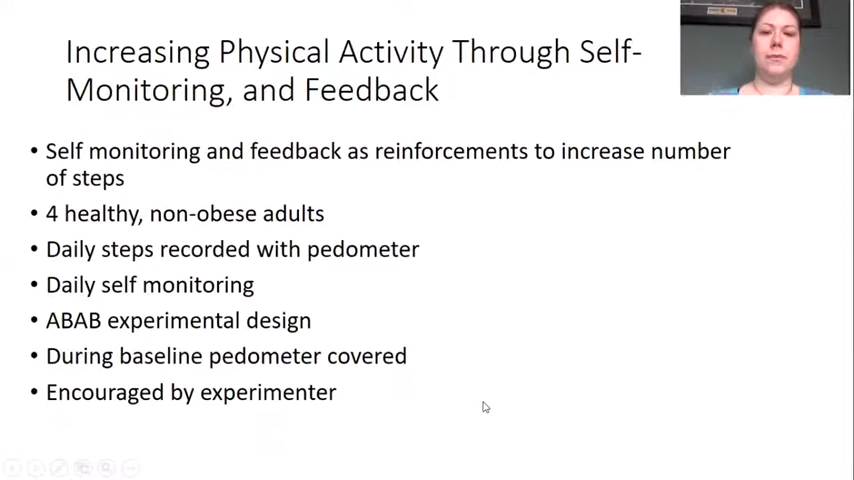 Increasing Physical Activity Through Self-
Monitoring, and Feedback
• Self monitoring and feedback as reinforcements to increase number
of steps
• 4 healthy, non-obese adults
• Daily steps recorded with pedometer
• Daily self monitoring
• ABAB experimental design
• During baseline pedometer covered
• Encouraged by experimenter